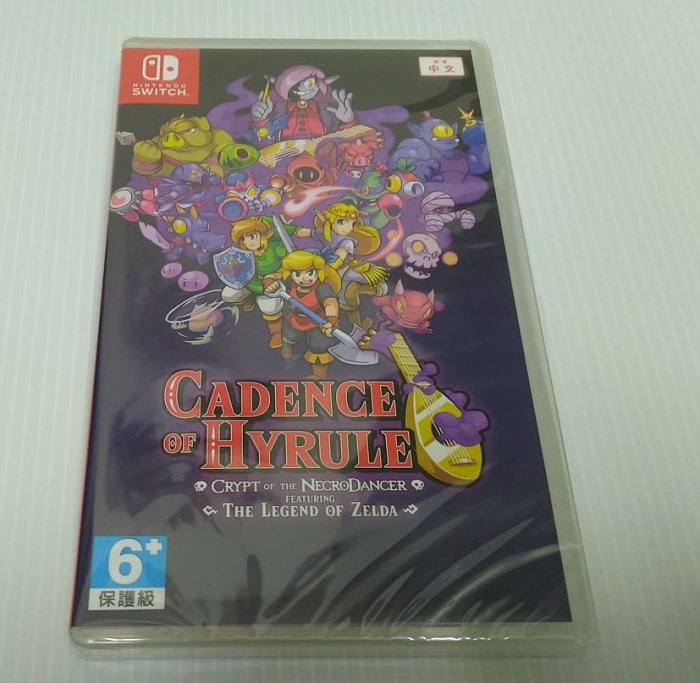 NINTENDO
SWITCH
中文
CADENCE
OF HYRULE
CRYPT OF THE NECRODANCER
FEATURING
THE LEGEND OF ZELDA
6+
保護級